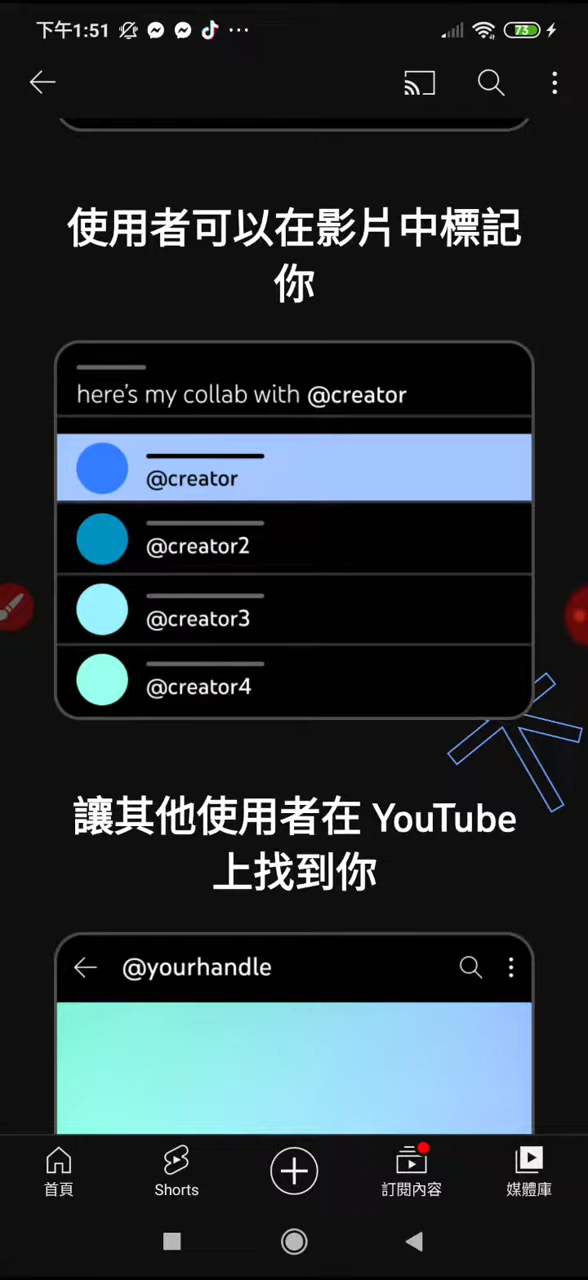 下午1:51
73
使用者可以在影片中標記
你
here's my collab with @creator
@creator
@creator2
@creator3
@creator4
讓其他使用者在 YouTube
上找到你
@yourhandle
首頁
Shorts
訂閱內容
媒體庫